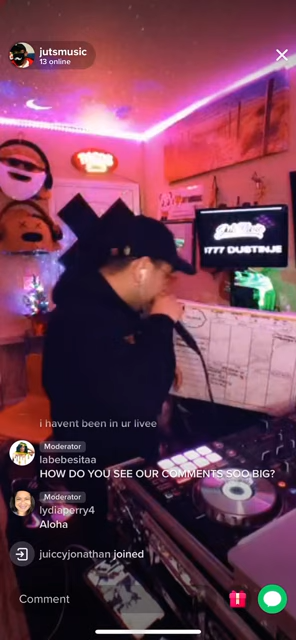 jutsmusic
13 online
1777 DUSTINJE
i havent been in ur livee
Moderator
labebesitaa
HOW DO YOU SEE OUR COMMENTS SOO BIG?
Moderator
lydiaperry4
Aloha
juiccyjonathan joined
Comment